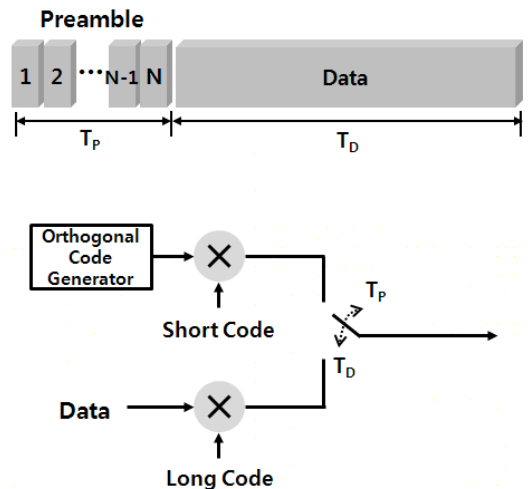 Preamble
1 2 ••• N-1 N Data
T_P T_D
Orthogonal
Code
Generator
Short Code
T_P
T_D
Data
Long Code